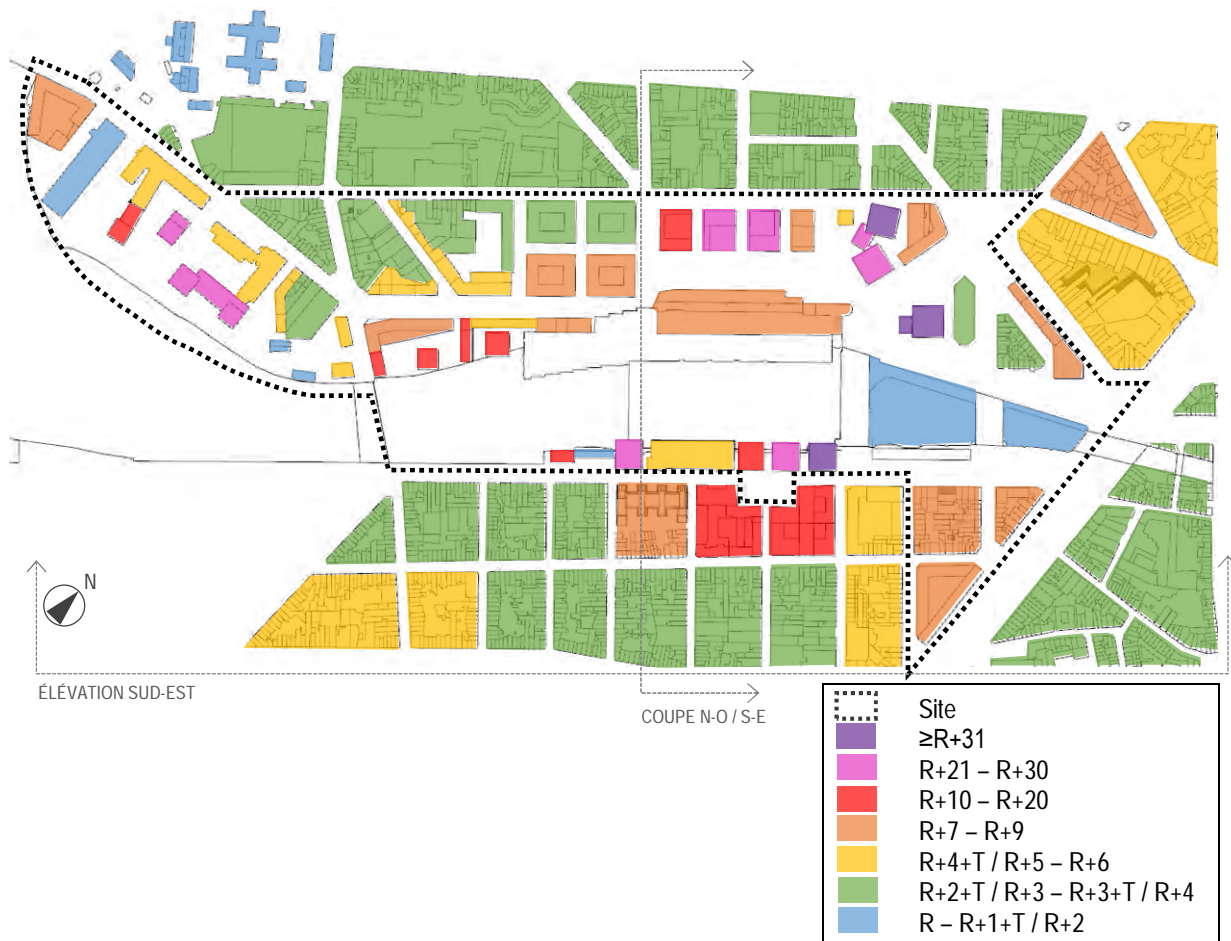 N
ÉLÉVATION SUD-EST
COUPE N-O / S-E
Site
≥R+31
R+21 – R+30
R+10 – R+20
R+7 – R+9
R+4+T / R+5 – R+6
R+2+T / R+3 – R+3+T / R+4
R – R+1+T / R+2